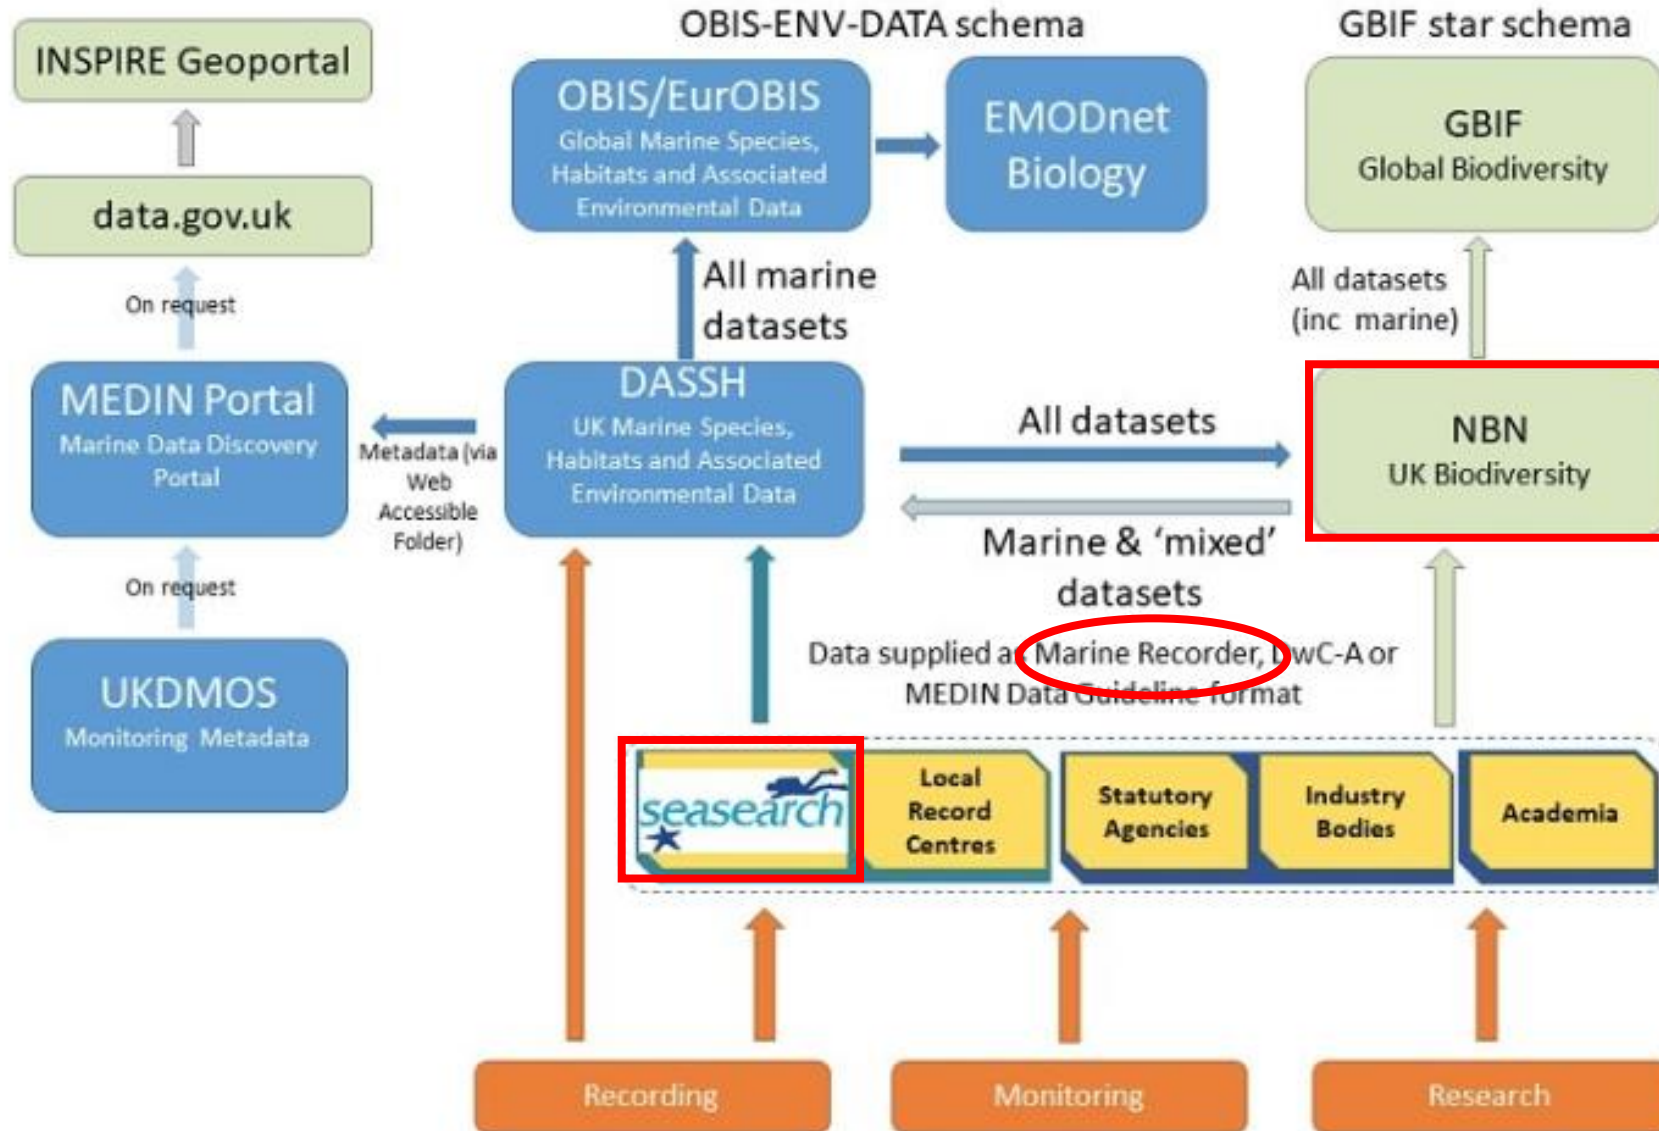 OBIS-ENV-DATA schema
GBIF star schema
INSPIRE Geoportal
data.gov.uk
On request
MEDIN Portal
Marine Data Discovery
Portal
On request
UKDMOS
Monitoring Metadata
OBIS/EurOBIS
Global Marine Species,
Habitats and Associated
Environmental Data
EMODnet
Biology
GBIF
Global Biodiversity
All marine
datasets
All datasets
(inc marine)
DASSH
UK Marine Species,
Habitats and Associated
Environmental Data
Metadata (via
Web
Accessible
Folder)
All datasets
NBN
UK Biodiversity
Marine & ‘mixed’
datasets
Data supplied as Marine Recorder, DwC-A or
MEDIN Data Guideline format
seasearch
Local
Record
Centres
Statutory
Agencies
Industry
Bodies
Academia
Recording
Monitoring
Research